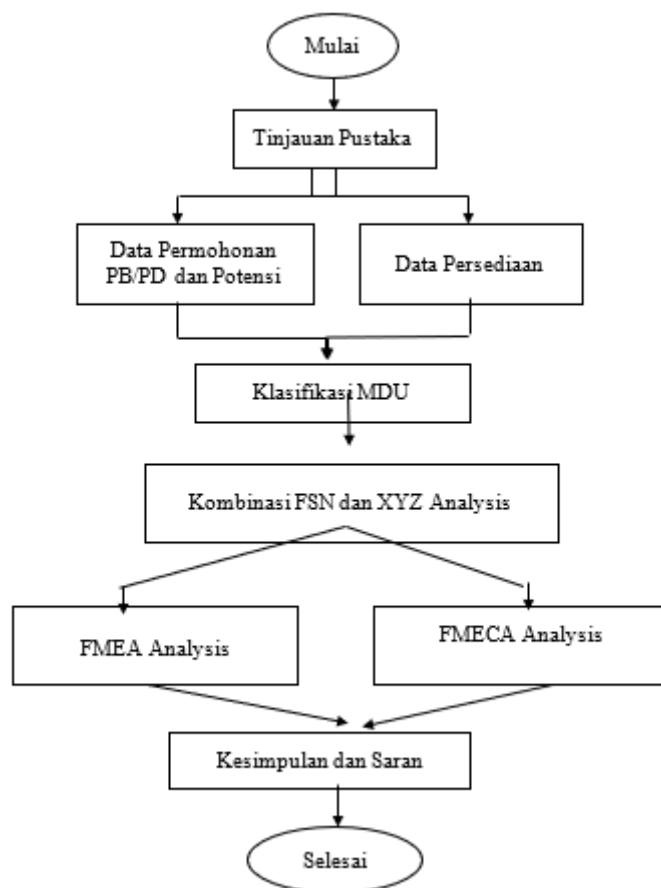 Mulai
Tinjauan Pustaka
Data Permohonan
PB/PD dan Potensi
Data Persediaan
Klasifikasi MDU
Kombinasi FSN dan XYZ Analysis
FMEA Analysis
FMECA Analysis
Kesimpulan dan Saran
Selesai